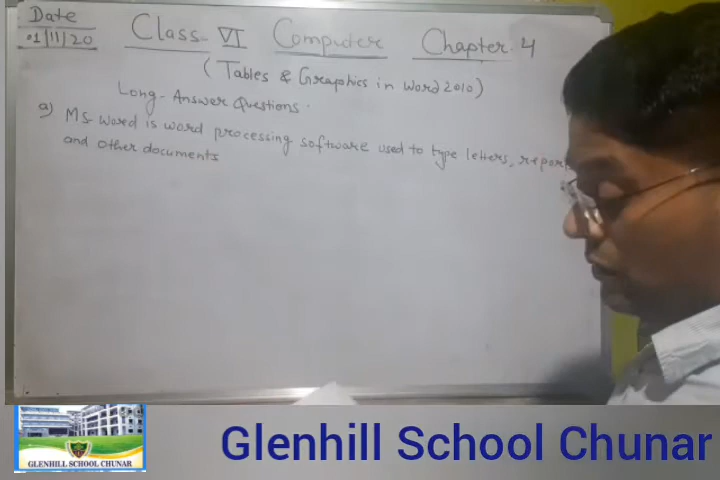 Date
01/11/20
Class- VI Computer Chapter-4
(Tables & Graphics in Word 2010)
Long-Answer Questions.
a) MS Word is word processing software used to type letters, repor
and other documents
GLENHILL SCHOOL CHUNAR
Glenhill School Chunar